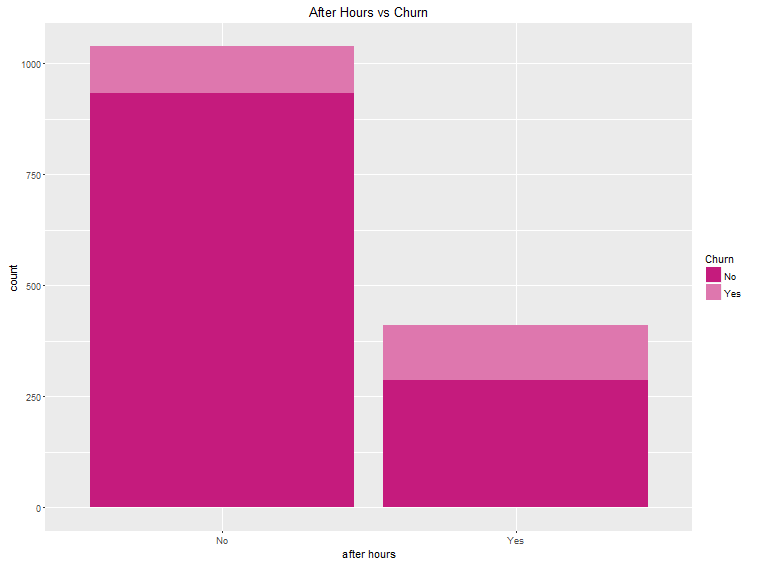 After Hours vs Churn
1000
750
500
250
0
count
No
Yes
after hours
Churn
No
Yes